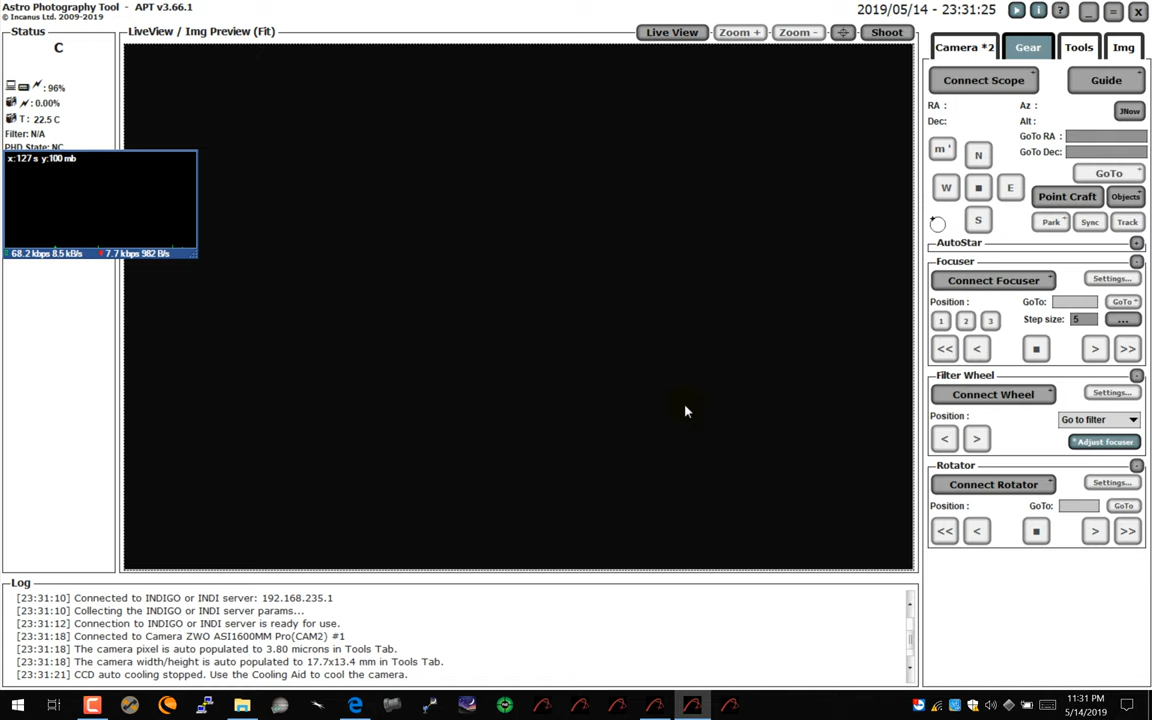 Astro Photography Tool - APT v3.66.1
© Incanus Ltd. 2009-2019
2019/05/14 - 23:31:25
i
?
_
=
X
Status
C
: 96%
: 0.00%
T : 22.5 C
Filter: N/A
PHD State: NC
x:127 s y:100 mb
68.2 kbps 8.5 kB/s 7.7 kbps 982 B/s
LiveView / Img Preview (Fit)
Live View
Zoom +
Zoom -
Shoot
Camera *2
Gear
Tools
Img
Connect Scope
Guide
RA :
Az :
JNow
Dec:
Alt :
GoTo RA :
GoTo Dec:
m '
N
W
E
S
GoTo
Point Craft
Objects
Park
Sync
Track
AutoStar
Focuser
Connect Focuser
Settings...
Position :
GoTo:
GoTo
1
2
3
Step size: 5
...
<<
<
>
>>
Filter Wheel
Connect Wheel
Settings...
Position :
Go to filter
<
>
*Adjust focuser
Rotator
Connect Rotator
Settings...
Position :
GoTo:
GoTo
<<
<
>
>>
Log
[23:31:10] Connected to INDIGO or INDI server: 192.168.235.1
[23:31:10] Collecting the INDIGO or INDI server params...
[23:31:12] Connection to INDIGO or INDI server is ready for use.
[23:31:18] Connected to Camera ZWO ASI1600MM Pro(CAM2) #1
[23:31:18] The camera pixel is auto populated to 3.80 microns in Tools Tab.
[23:31:18] The camera width/height is auto populated to 17.7x13.4 mm in Tools Tab.
[23:31:21] CCD auto cooling stopped. Use the Cooling Aid to cool the camera.
11:31 PM
5/14/2019